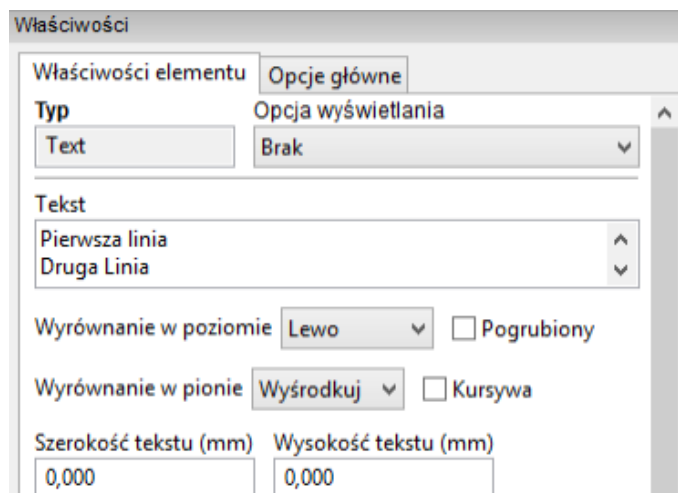 Właściwości
Właściwości elementu Opcje główne
Typ Opcja wyświetlania
Text Brak
Tekst
Pierwsza linia
Druga Linia
Wyrównanie w poziomie Lewo Pogrubiony
Wyrównanie w pionie Wyśrodkuj Kursywa
Szerokość tekstu (mm) Wysokość tekstu (mm)
0,000 0,000